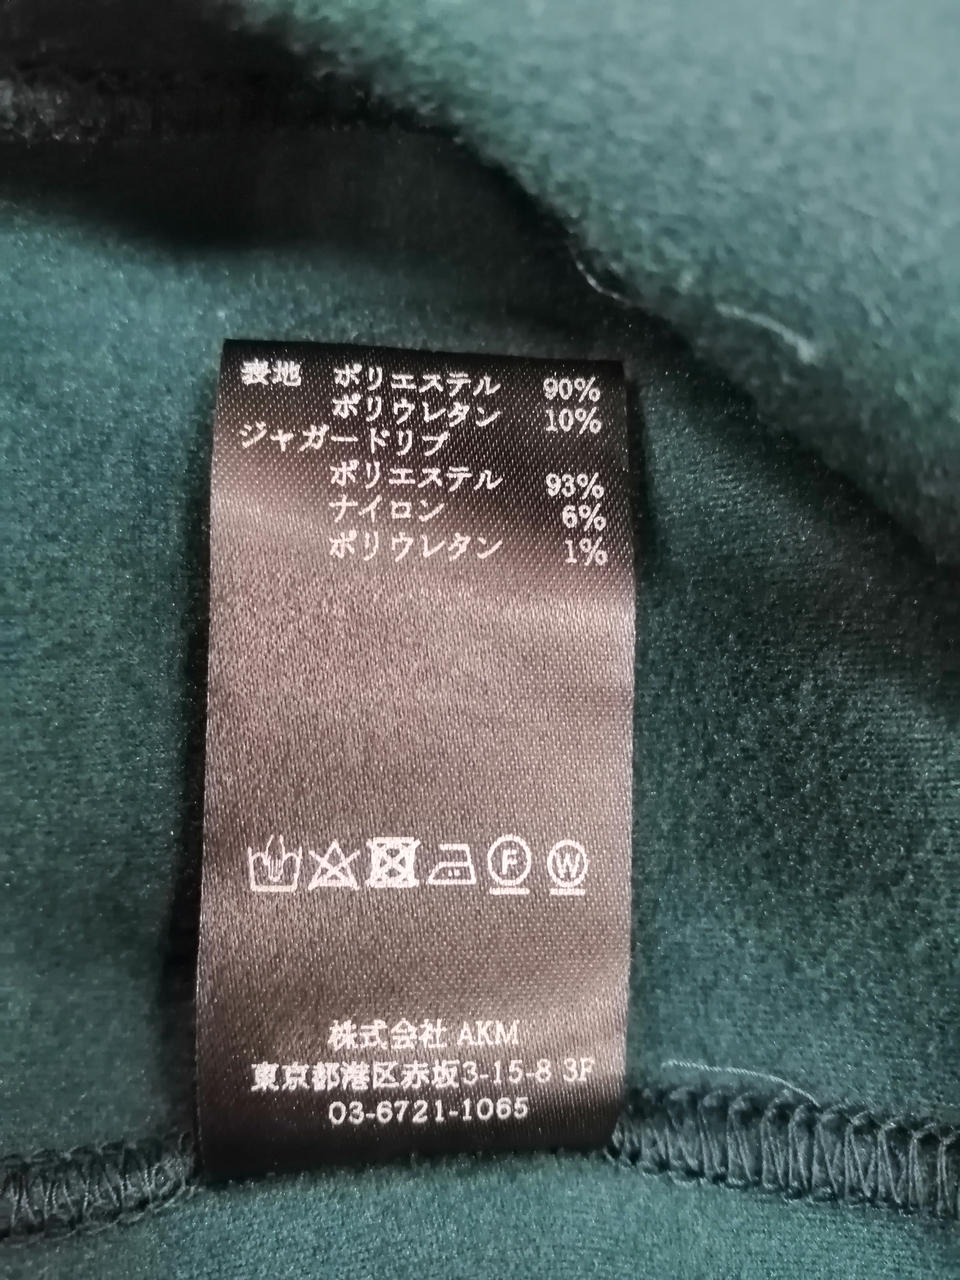 表地 ポリエステル 90%
ポリウレタン 10%
ジャガードリブ
ポリエステル 93%
ナイロン 6%
ポリウレタン 1%
F W
株式会社 AKM
東京都港区赤坂3-15-8 3F
03-6721-1065